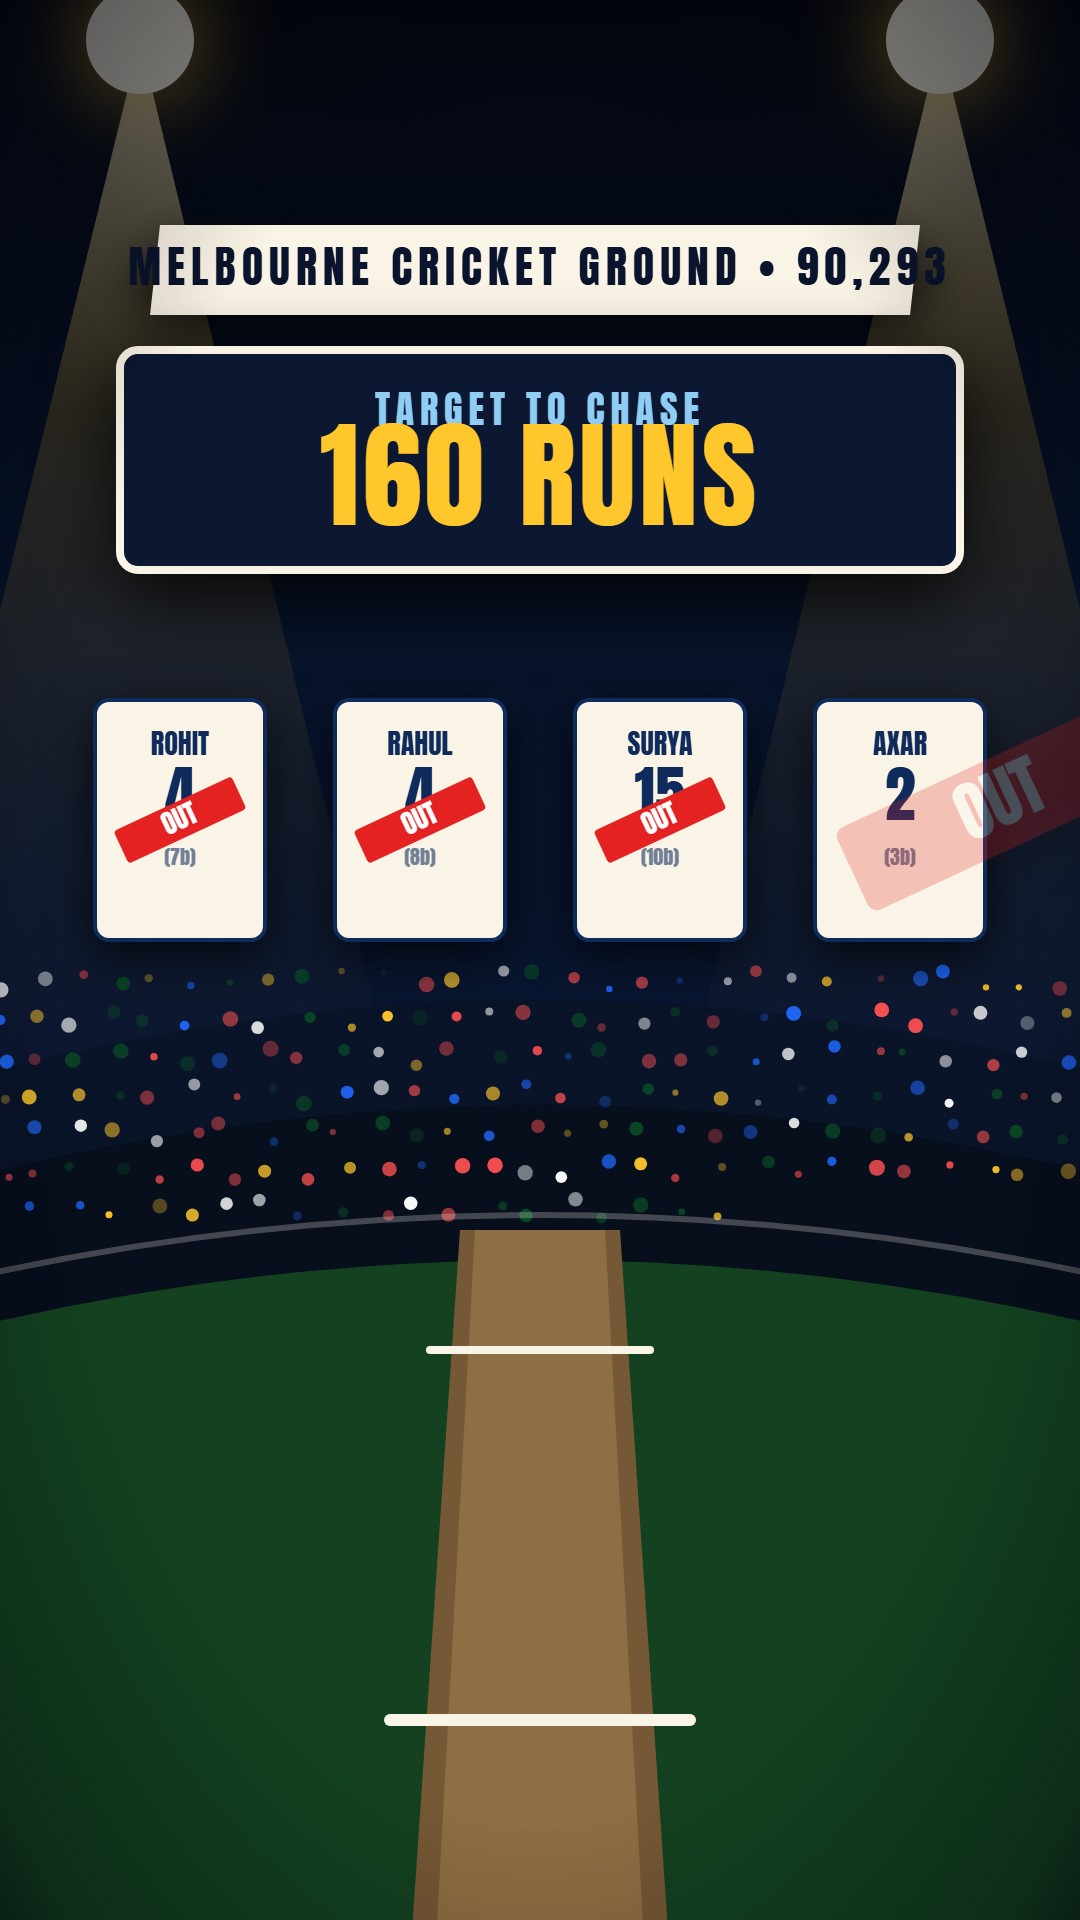 MELBOURNE CRICKET GROUND • 90,293
TARGET TO CHASE
160 RUNS
ROHIT
4
OUT
(7b)
RAHUL
4
OUT
(8b)
SURYA
15
OUT
(10b)
AXAR
2
OUT
(3b)